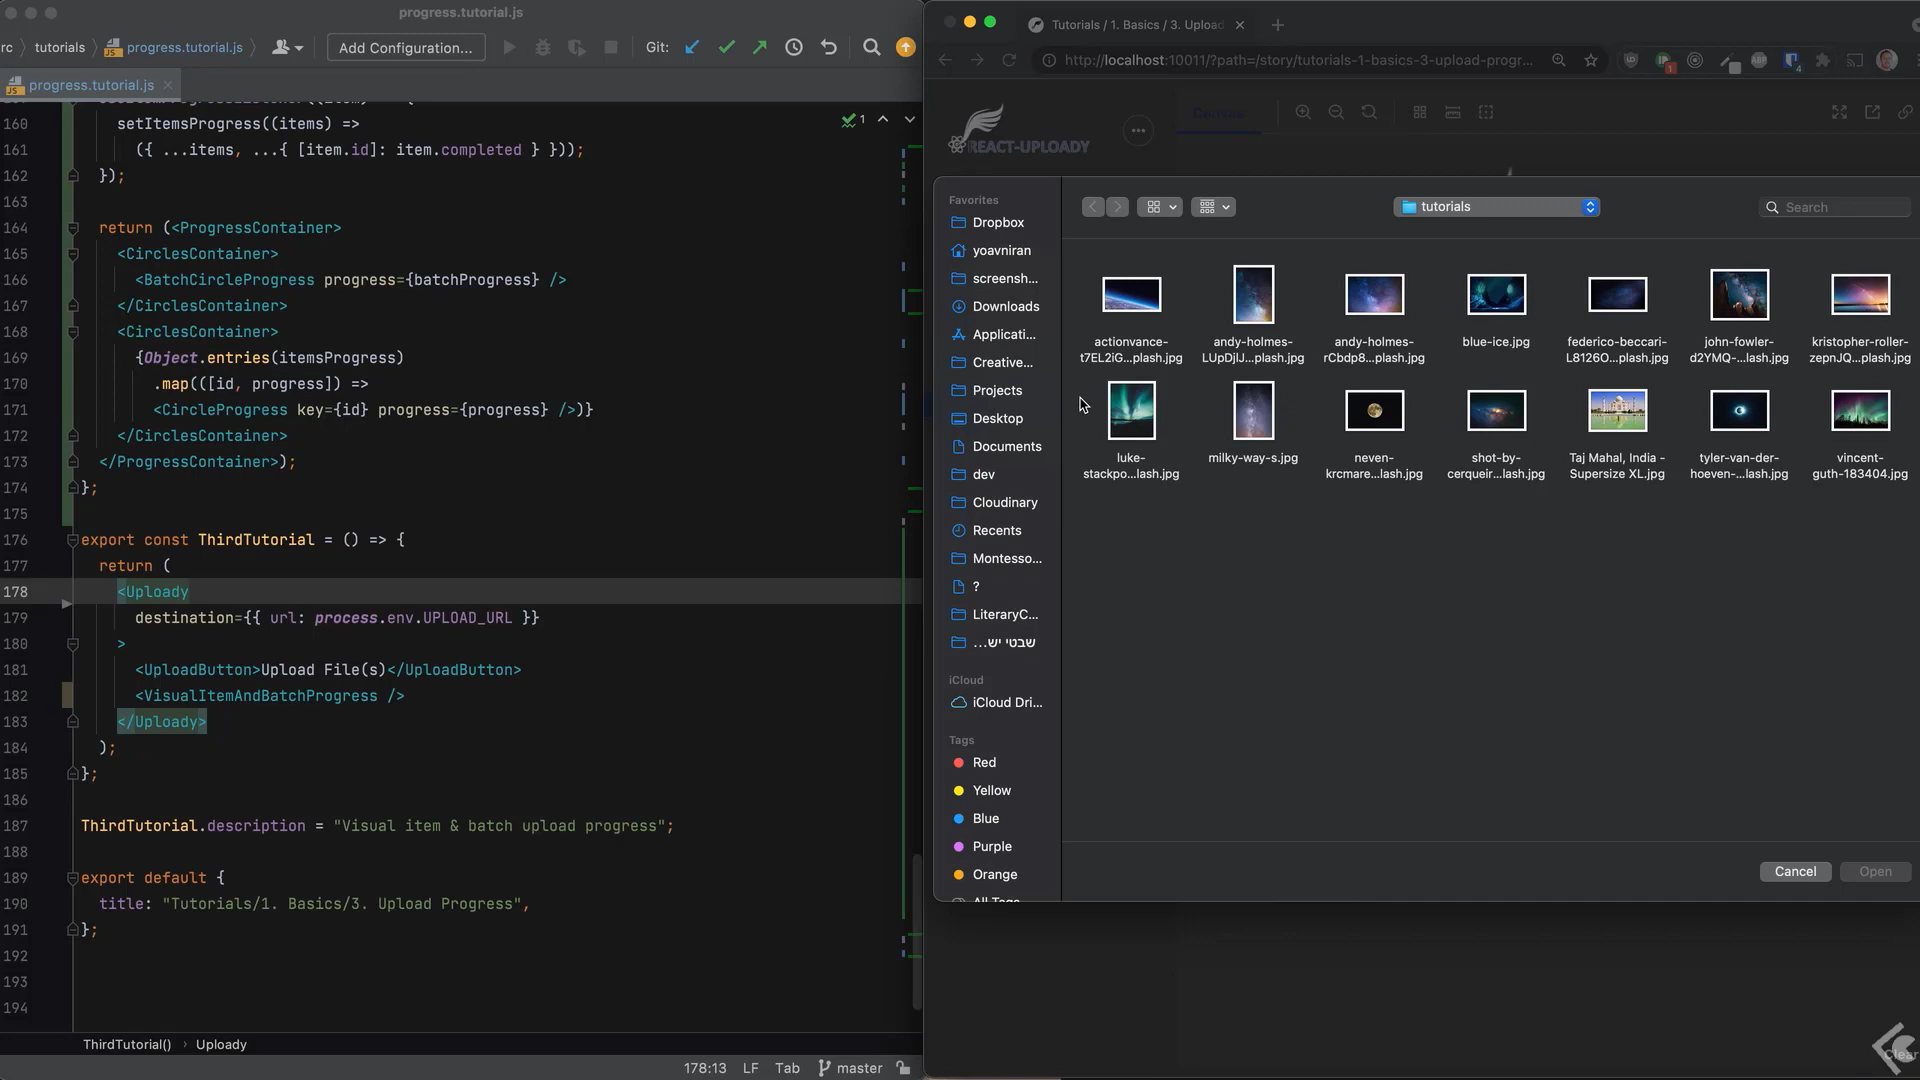 progress.tutorial.js
rc
tutorials
progress.tutorial.js
Add Configuration...
Git:
progress.tutorial.js
1
160 setItemsProgress((items) =>
161 ({ ...items, ...{ [item.id]: item.completed } }));
162 });
163
164 return (<ProgressContainer>
165 <CirclesContainer>
166 <BatchCircleProgress progress={batchProgress} />
167 </CirclesContainer>
168 <CirclesContainer>
169 {Object.entries(itemsProgress)
170 .map(([id, progress]) =>
171 <CircleProgress key={id} progress={progress} />)}
172 </CirclesContainer>
173 </ProgressContainer>);
174 };
175
176 export const ThirdTutorial = () => {
177 return (
178 <Uploady
179 destination={{ url: process.env.UPLOAD_URL }}
180 >
181 <UploadButton>Upload File(s)</UploadButton>
182 <VisualItemAndBatchProgress />
183 </Uploady>
184 );
185 };
186
187 ThirdTutorial.description = "Visual item & batch upload progress";
188
189 export default {
190 title: "Tutorials/1. Basics/3. Upload Progress",
191 };
192
193
194
ThirdTutorial() › Uploady
178:13 LF Tab master
Tutorials / 1. Basics / 3. Upload
http://localhost:10011/?path=/story/tutorials-1-basics-3-upload-progr...
1
4
REACT-UPLOADY
Canvas
Favorites
Dropbox
yoavniran
screensh...
Downloads
Applicati...
Creative...
Projects
Desktop
Documents
dev
Cloudinary
Recents
Montesso...
?
LiteraryC...
שבטי יש...
iCloud
iCloud Dri...
Tags
Red
Yellow
Blue
Purple
Orange
All Tags
tutorials
Search
actionvance-
t7EL2iG...plash.jpg
andy-holmes-
LUpDjlJ...plash.jpg
andy-holmes-
rCbdp8...plash.jpg
blue-ice.jpg
federico-beccari-
L8126O...plash.jpg
john-fowler-
d2YMQ-...lash.jpg
kristopher-roller-
zepnJQ...plash.jpg
luke-
stackpo...lash.jpg
milky-way-s.jpg
neven-
krcmare...lash.jpg
shot-by-
cerqueir...lash.jpg
Taj Mahal, India -
Supersize XL.jpg
tyler-van-der-
hoeven-...lash.jpg
vincent-
guth-183404.jpg
Cancel
Open
Clear